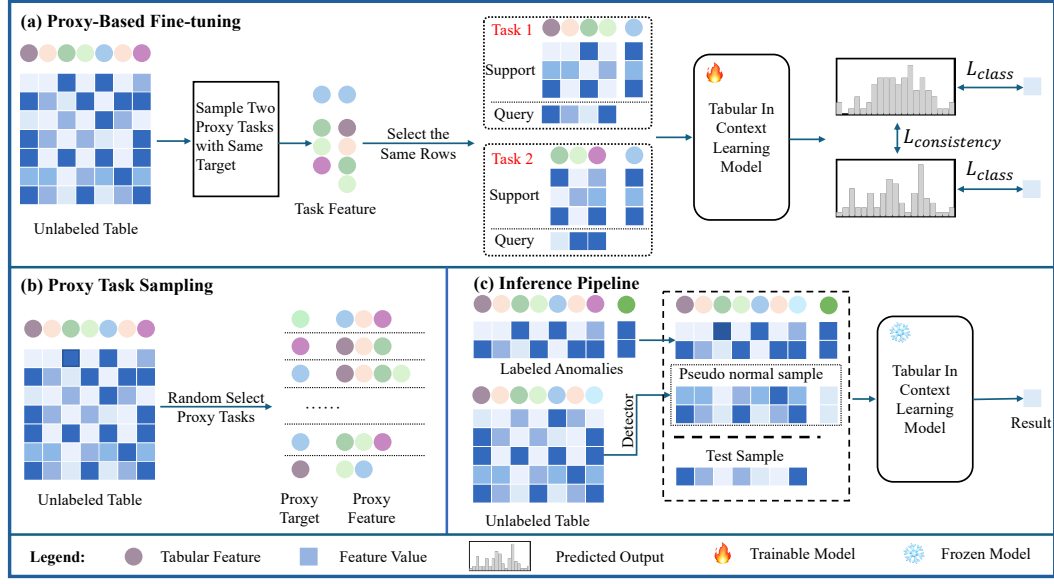 (a) Proxy-Based Fine-tuning
Unlabeled Table
Sample Two
Proxy Tasks
with Same
Target
Task Feature
Select the
Same Rows
Task 1
Support
Query
Task 2
Support
Query
Tabular In
Context
Learning
Model
L_class
L_consistency
L_class
(b) Proxy Task Sampling
Unlabeled Table
Random Select
Proxy Tasks
......
Proxy
Target
Proxy
Feature
(c) Inference Pipeline
Labeled Anomalies
Unlabeled Table
Detector
Pseudo normal sample
Test Sample
Tabular In
Context
Learning
Model
Result
Legend:
Tabular Feature
Feature Value
Predicted Output
Trainable Model
Frozen Model